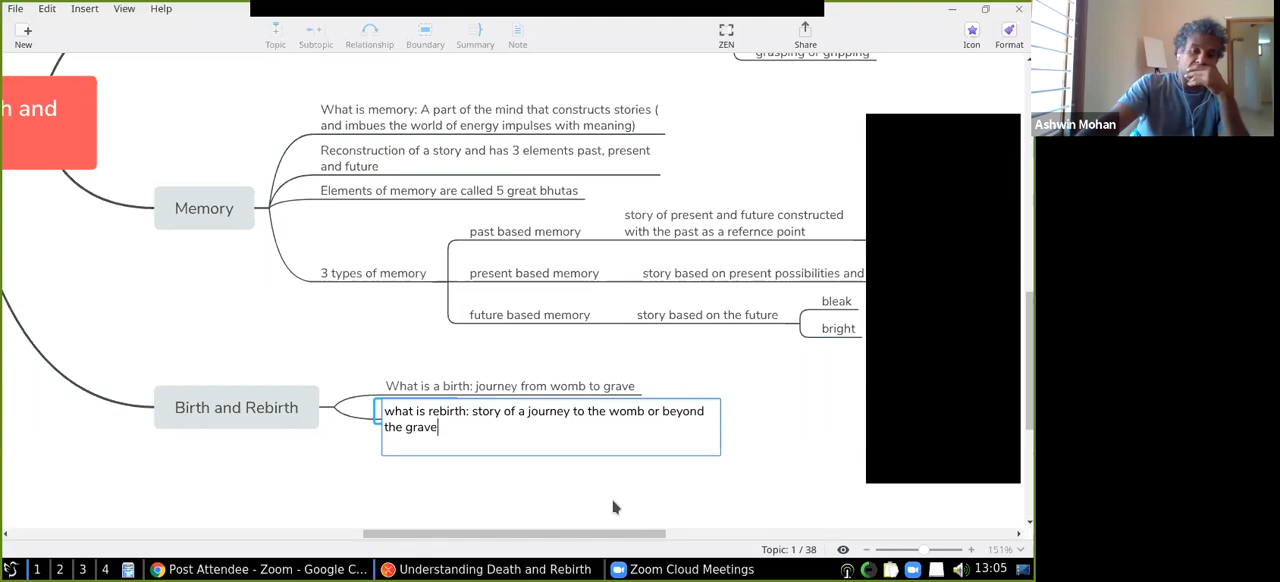 File Edit Insert View Help
New Topic Subtopic Relationship Boundary Summary Note ZEN Share Icon Format
grasping or gripping
h and
What is memory: A part of the mind that constructs stories (
and imbues the world of energy impulses with meaning)
Reconstruction of a story and has 3 elements past, present
and future
Elements of memory are called 5 great bhutas
Memory
story of present and future constructed
with the past as a refernce point
past based memory
3 types of memory
present based memory
story based on present possibilities and
future based memory
story based on the future
bleak
bright
Birth and Rebirth
What is a birth: journey from womb to grave
what is rebirth: story of a journey to the womb or beyond
the grave
Topic: 1 / 38
151%
1 2 3 4 Post Attendee - Zoom - Google C... Understanding Death and Rebirth Zoom Cloud Meetings 13:05
Ashwin Mohan